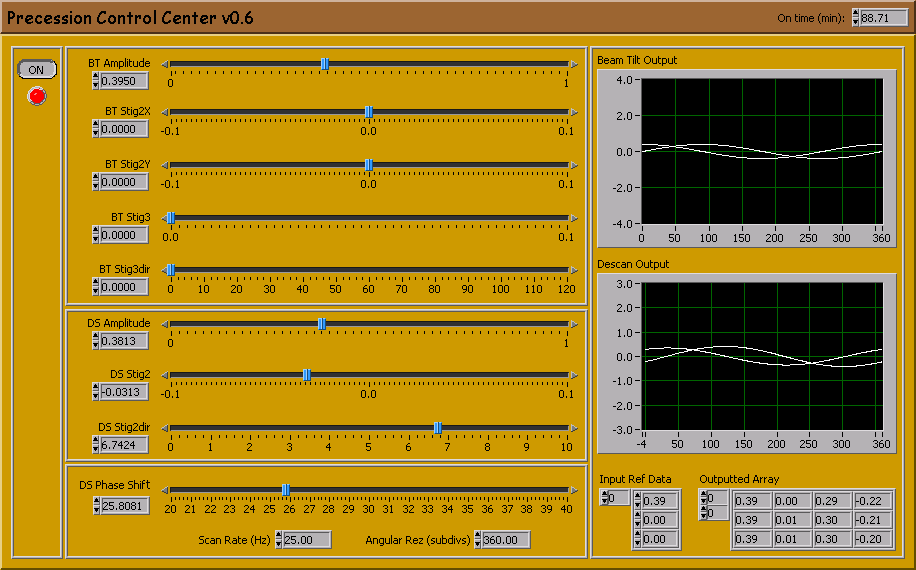 Precession Control Center v0.6
On time (min): 88.71
ON
BT Amplitude
0.3950
0 1
BT Stig2X
0.0000
-0.1 0.0 0.1
BT Stig2Y
0.0000
-0.1 0.0 0.1
BT Stig3
0.0000
0.0 0.1
BT Stig3dir
0.0000
0 10 20 30 40 50 60 70 80 90 100 110 120
DS Amplitude
0.3813
0 1
DS Stig2
-0.0313
-0.1 0.0 0.1
DS Stig2dir
6.7424
0 1 2 3 4 5 6 7 8 9 10
DS Phase Shift
25.8081
20 21 22 23 24 25 26 27 28 29 30 31 32 33 34 35 36 37 38 39 40
Scan Rate (Hz) 25.00 Angular Rez (subdivs) 360.00
Beam Tilt Output
4.0
2.0
0.0
-2.0
-4.0
0 50 100 150 200 250 300 360
Descan Output
3.0
2.0
1.0
0.0
-1.0
-2.0
-3.0
-4 50 100 150 200 250 300 360
Input Ref Data
0 0.39
0.00
0.00
Outputted Array
0 0.39 0.00 0.29 -0.22
0 0.39 0.01 0.30 -0.21
0.39 0.01 0.30 -0.20